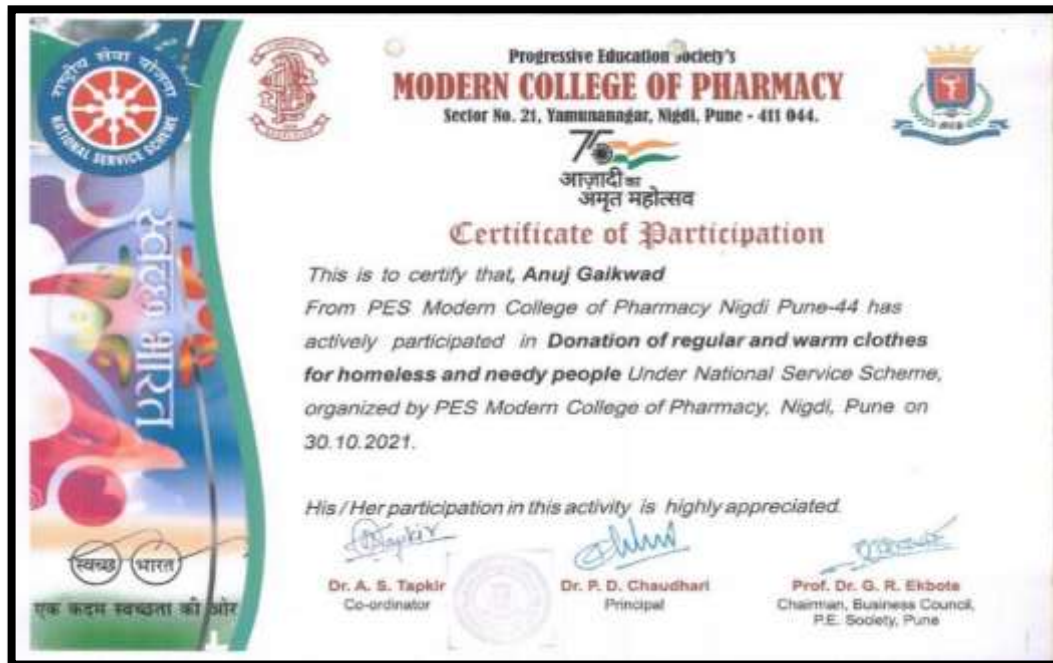 राष्ट्रीय सेवा योजना
NATIONAL SERVICE SCHEME
Progressive Education Society's
MODERN COLLEGE OF PHARMACY
Sector No. 21, Yamunanagar, Nigdi, Pune - 411 044.
75
आज़ादी का
अमृत महोत्सव
Certificate of Participation
This is to certify that, Anuj Gaikwad
From PES Modern College of Pharmacy Nigdi Pune-44 has
actively participated in Donation of regular and warm clothes
for homeless and needy people Under National Service Scheme,
organized by PES Modern College of Pharmacy, Nigdi, Pune on
30.10.2021.
His / Her participation in this activity is highly appreciated.
Dr. A. S. Tapkir
Co-ordinator
Dr. P. D. Chaudhari
Principal
Prof. Dr. G. R. Ekbote
Chairman, Business Council,
P.E. Society, Pune
स्वच्छ भारत
स्वच्छ भारत
एक कदम स्वच्छता की ओर